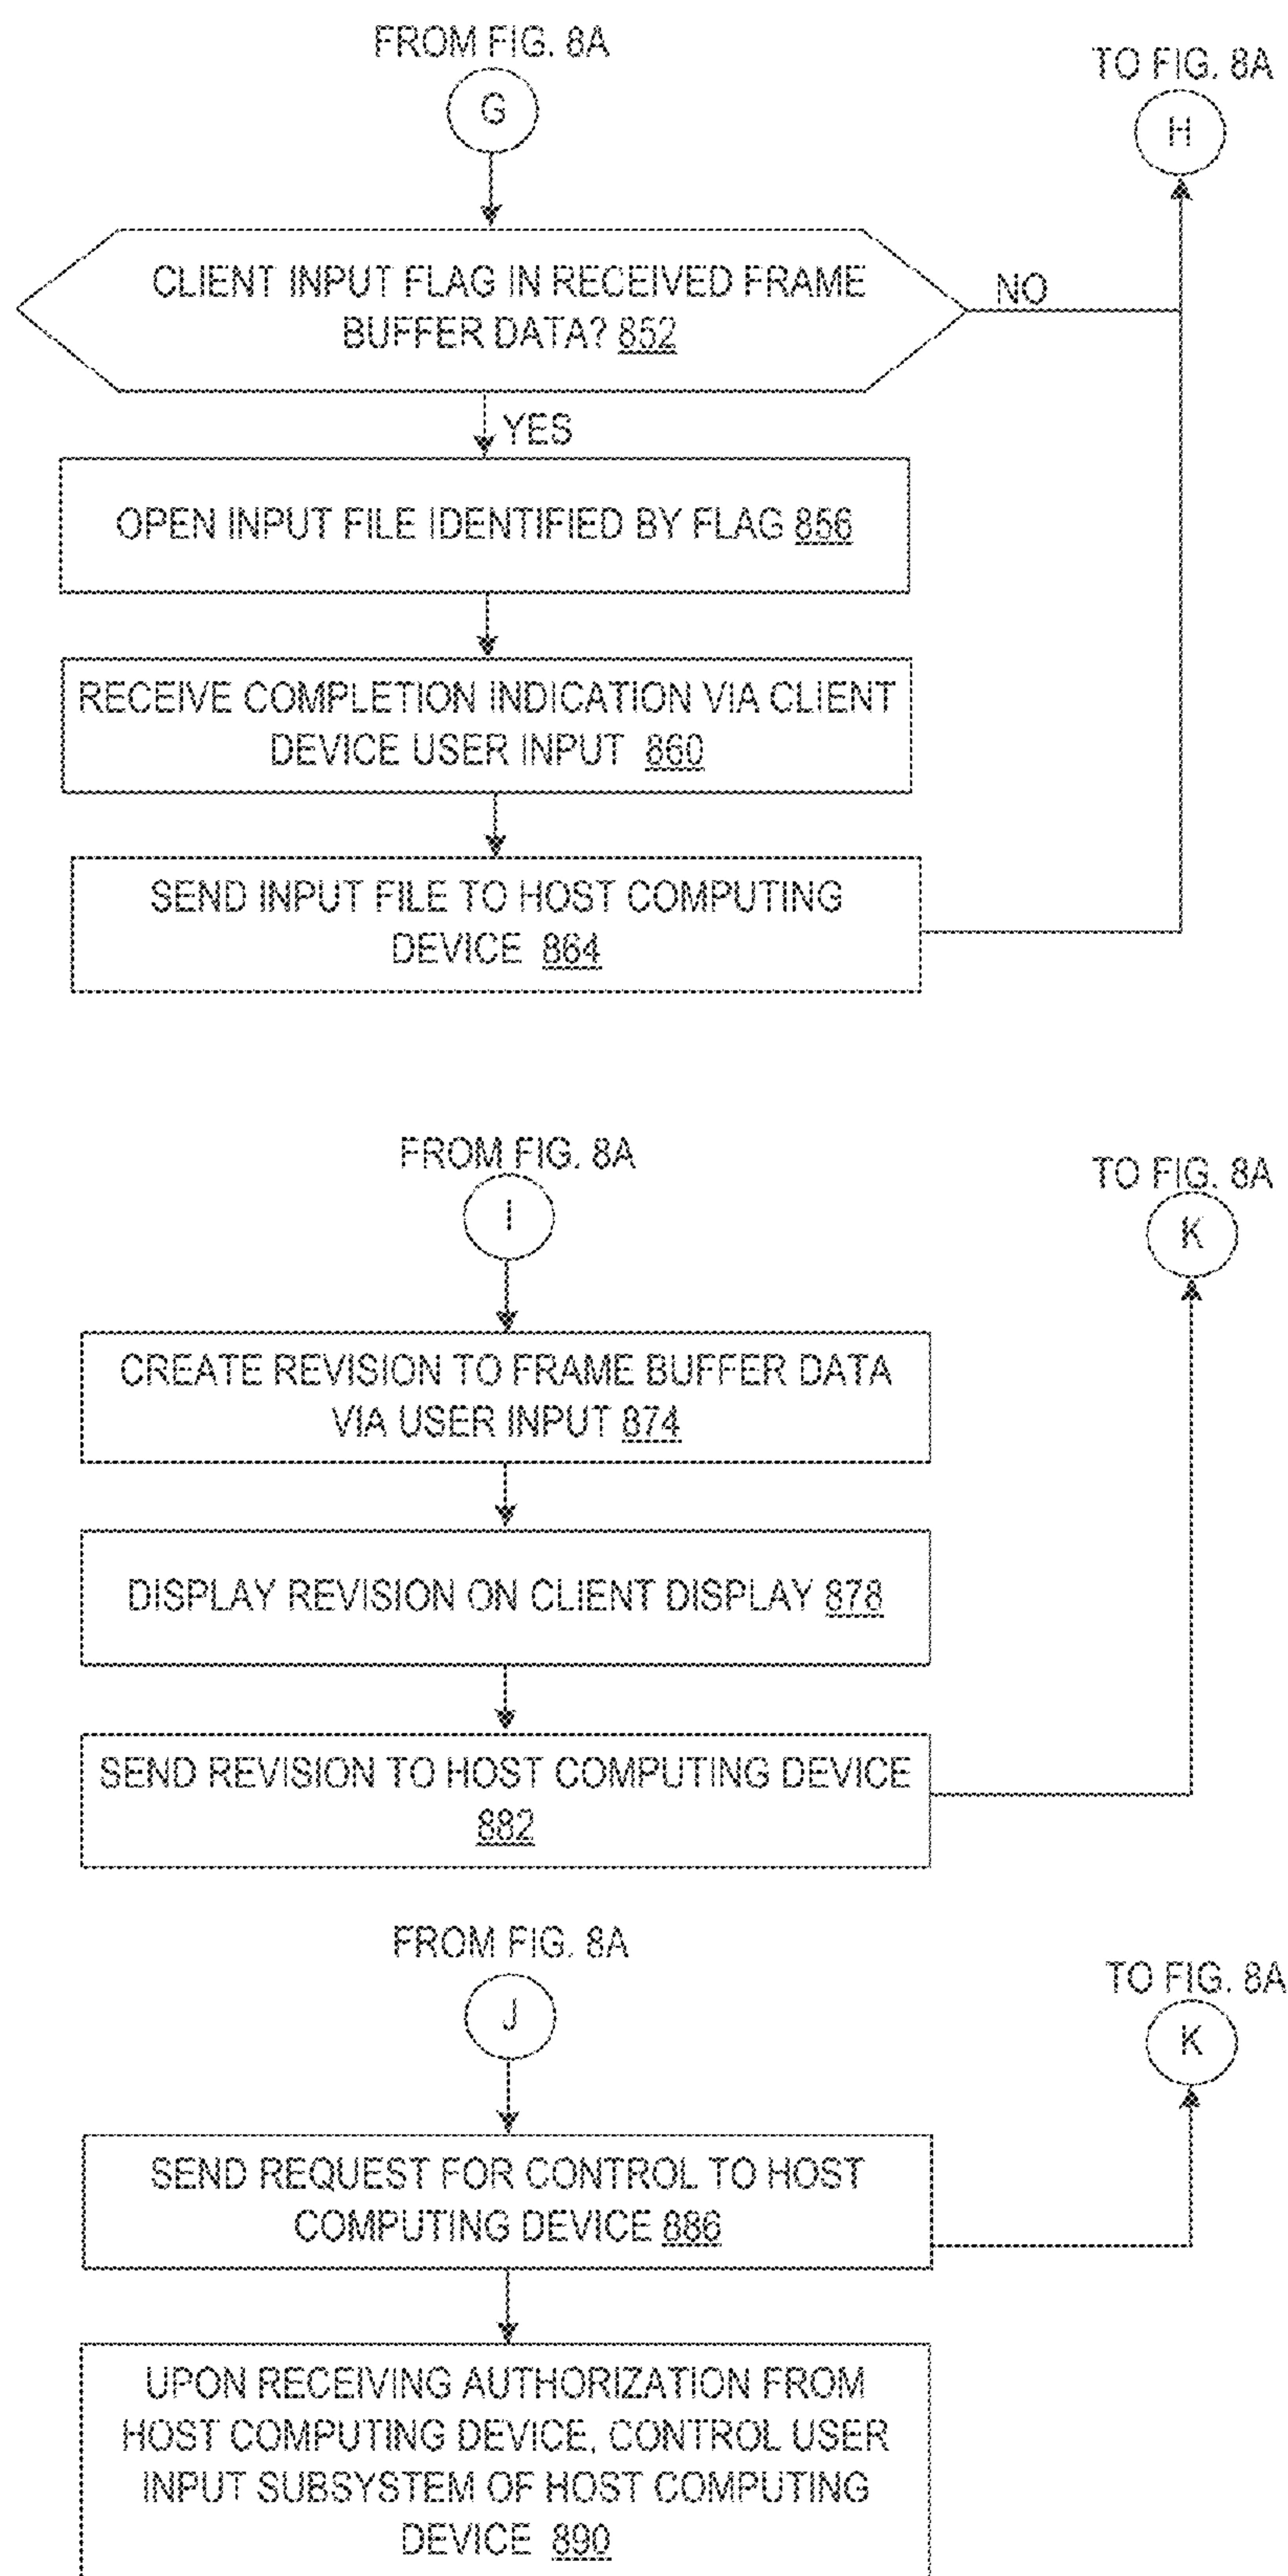 FROM FIG. 8A
TO FIG. 8A
G
H
CLIENT INPUT FLAG IN RECEIVED FRAME
BUFFER DATA? 852
NO
YES
OPEN INPUT FILE IDENTIFIED BY FLAG 856
RECEIVE COMPLETION INDICATION VIA CLIENT
DEVICE USER INPUT 860
SEND INPUT FILE TO HOST COMPUTING
DEVICE 864
FROM FIG. 8A
TO FIG. 8A
I
K
CREATE REVISION TO FRAME BUFFER DATA
VIA USER INPUT 874
DISPLAY REVISION ON CLIENT DISPLAY 878
SEND REVISION TO HOST COMPUTING DEVICE
882
FROM FIG. 8A
TO FIG. 8A
J
K
SEND REQUEST FOR CONTROL TO HOST
COMPUTING DEVICE 886
UPON RECEIVING AUTHORIZATION FROM
HOST COMPUTING DEVICE, CONTROL USER
INPUT SUBSYSTEM OF HOST COMPUTING
DEVICE 890